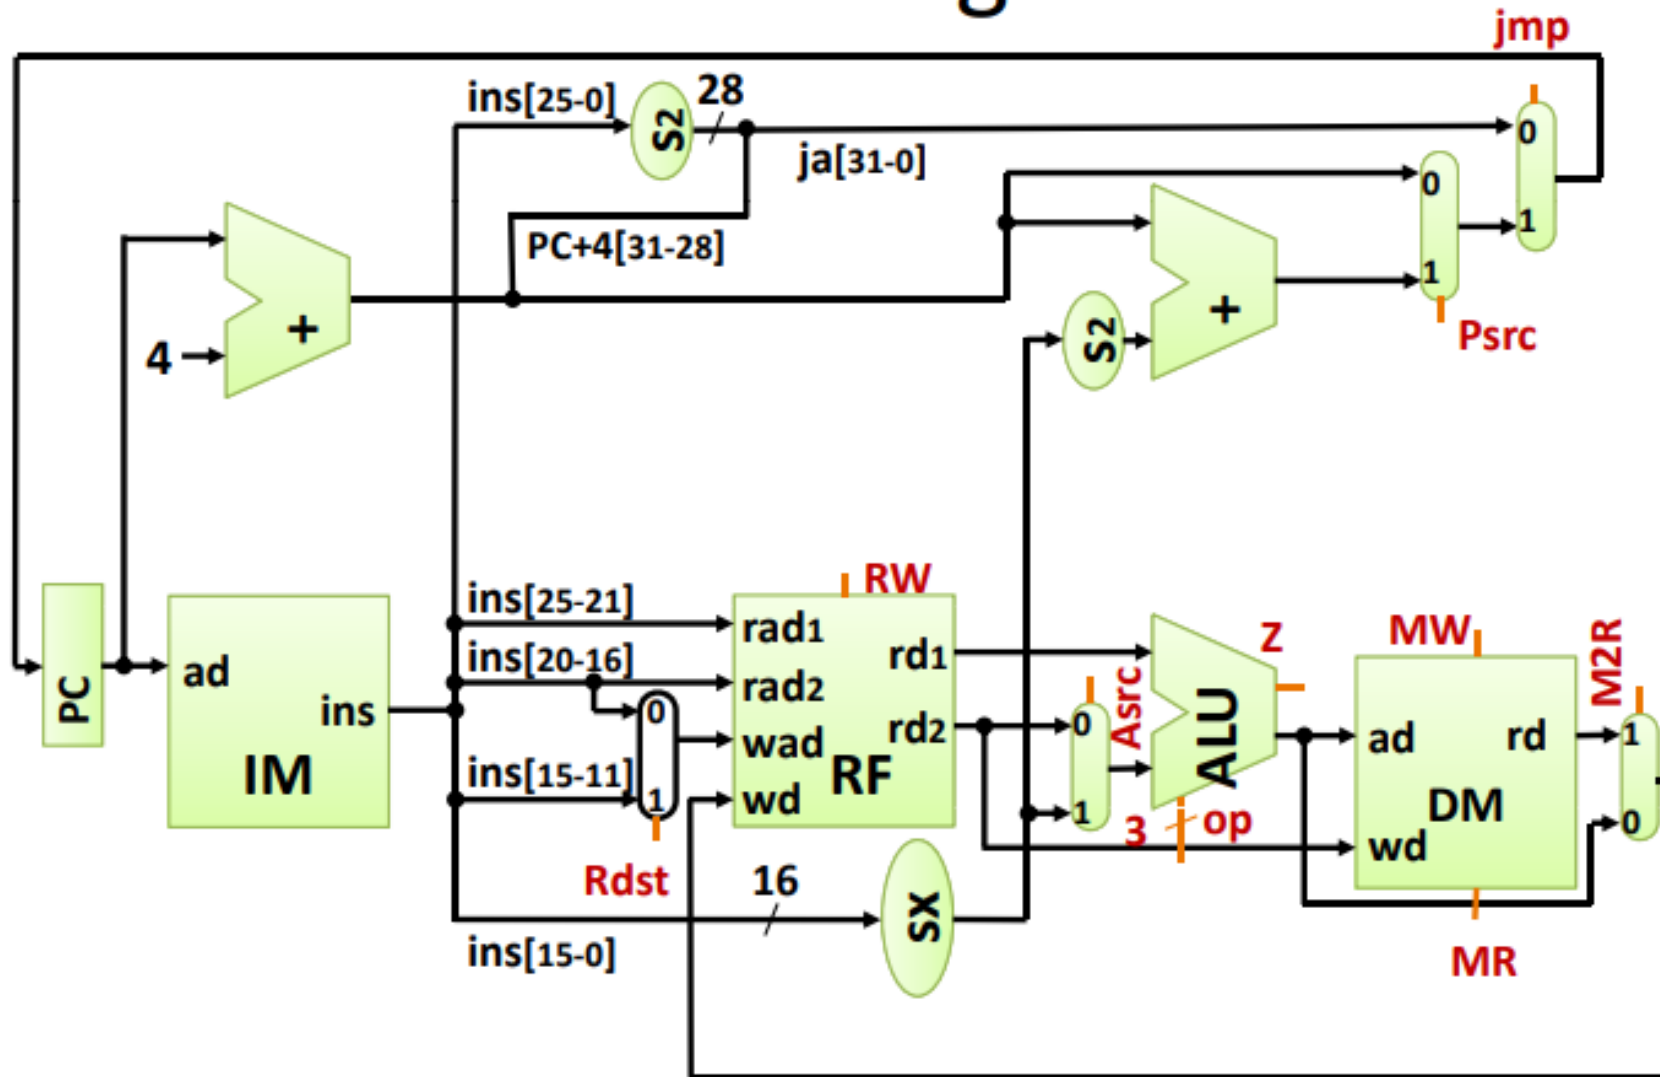 g
jmp
ins[25-0]
S2
28
0
ja[31-0]
0
1
PC+4[31-28]
1
+
4
+
S2
Psrc
RW
ins[25-21]
rad1
ins[20-16]
rad2
rd1
Z
MW
M2R
PC
ad
ins
IM
0
wad
rd2
RF
0
Asrc
ALU
ad
rd
1
ins[15-11]
1
wd
1
3
op
DM
0
wd
Rdst
16
sx
ins[15-0]
MR